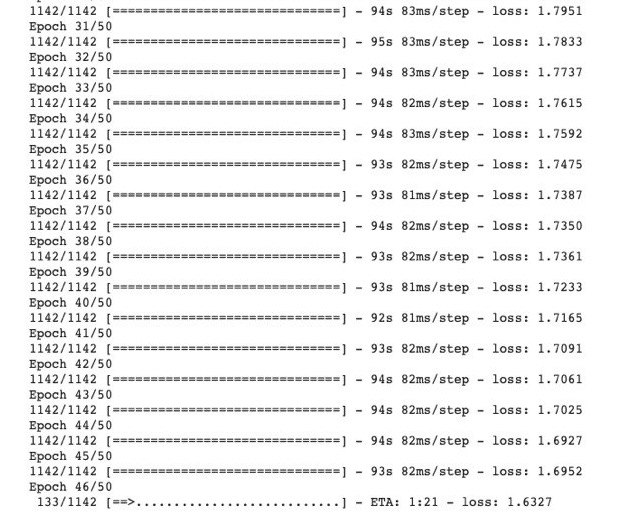 1142/1142 [==============================] - 94s 83ms/step - loss: 1.7951
Epoch 31/50
1142/1142 [==============================] - 95s 83ms/step - loss: 1.7833
Epoch 32/50
1142/1142 [==============================] - 94s 83ms/step - loss: 1.7737
Epoch 33/50
1142/1142 [==============================] - 94s 82ms/step - loss: 1.7615
Epoch 34/50
1142/1142 [==============================] - 94s 83ms/step - loss: 1.7592
Epoch 35/50
1142/1142 [==============================] - 93s 82ms/step - loss: 1.7475
Epoch 36/50
1142/1142 [==============================] - 93s 81ms/step - loss: 1.7387
Epoch 37/50
1142/1142 [==============================] - 94s 82ms/step - loss: 1.7350
Epoch 38/50
1142/1142 [==============================] - 93s 82ms/step - loss: 1.7361
Epoch 39/50
1142/1142 [==============================] - 93s 81ms/step - loss: 1.7233
Epoch 40/50
1142/1142 [==============================] - 92s 81ms/step - loss: 1.7165
Epoch 41/50
1142/1142 [==============================] - 93s 82ms/step - loss: 1.7091
Epoch 42/50
1142/1142 [==============================] - 94s 82ms/step - loss: 1.7061
Epoch 43/50
1142/1142 [==============================] - 94s 82ms/step - loss: 1.7025
Epoch 44/50
1142/1142 [==============================] - 94s 82ms/step - loss: 1.6927
Epoch 45/50
1142/1142 [==============================] - 93s 82ms/step - loss: 1.6952
Epoch 46/50
133/1142 [==>...........................] - ETA: 1:21 - loss: 1.6327